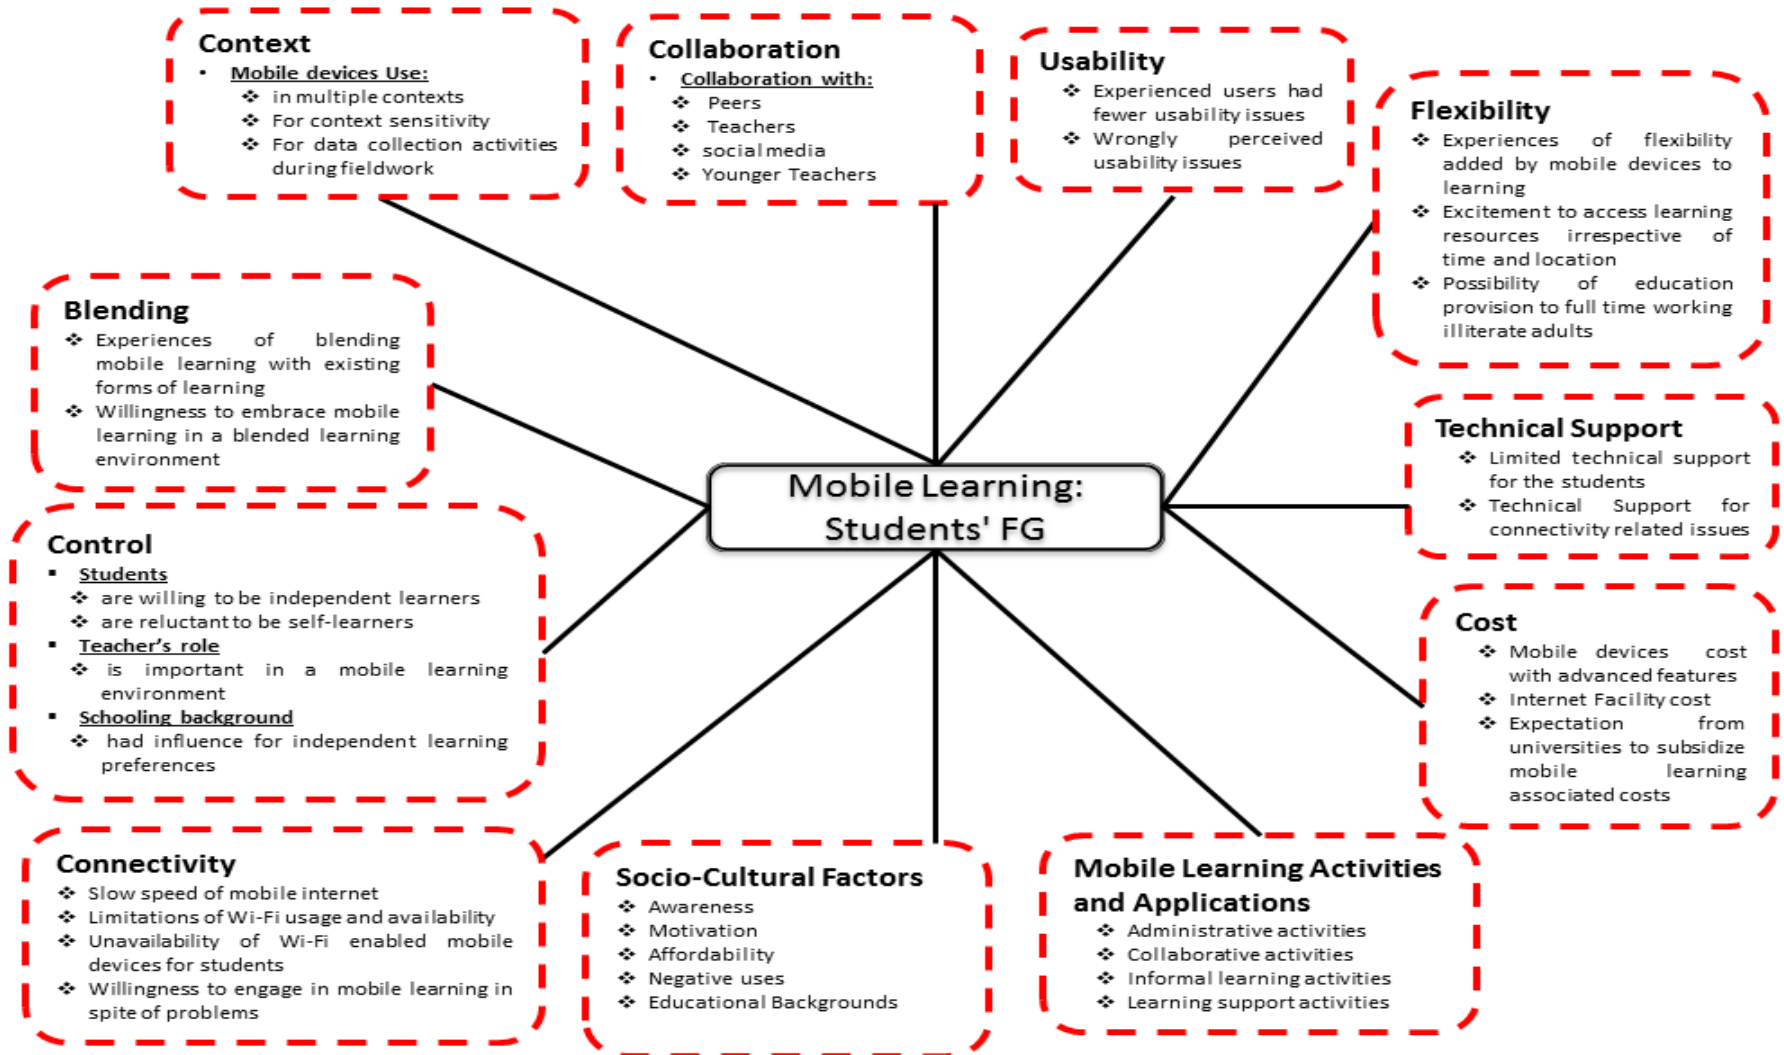 Context
• Mobile devices Use:
❖ in multiple contexts
❖ For context sensitivity
❖ For data collection activities
during fieldwork
Collaboration
• Collaboration with:
❖ Peers
❖ Teachers
❖ social media
❖ Younger Teachers
Usability
❖ Experienced users had
fewer usability issues
❖ Wrongly perceived
usability issues
Flexibility
❖ Experiences of flexibility
added by mobile devices to
learning
❖ Excitement to access learning
resources irrespective of
time and location
❖ Possibility of education
provision to full time working
illiterate adults
Blending
❖ Experiences of blending
mobile learning with existing
forms of learning
❖ Willingness to embrace mobile
learning in a blended learning
environment
Mobile Learning:
Students' FG
Technical Support
❖ Limited technical support
for the students
❖ Technical Support for
connectivity related issues
Control
▪ Students
❖ are willing to be independent learners
❖ are reluctant to be self-learners
▪ Teacher’s role
❖ is important in a mobile learning
environment
▪ Schooling background
❖ had influence for independent learning
preferences
Cost
❖ Mobile devices cost
with advanced features
❖ Internet Facility cost
❖ Expectation from
universities to subsidize
mobile learning
associated costs
Connectivity
❖ Slow speed of mobile internet
❖ Limitations of Wi-Fi usage and availability
❖ Unavailability of Wi-Fi enabled mobile
devices for students
❖ Willingness to engage in mobile learning in
spite of problems
Socio-Cultural Factors
❖ Awareness
❖ Motivation
❖ Affordability
❖ Negative uses
❖ Educational Backgrounds
Mobile Learning Activities
and Applications
❖ Administrative activities
❖ Collaborative activities
❖ Informal learning activities
❖ Learning support activities